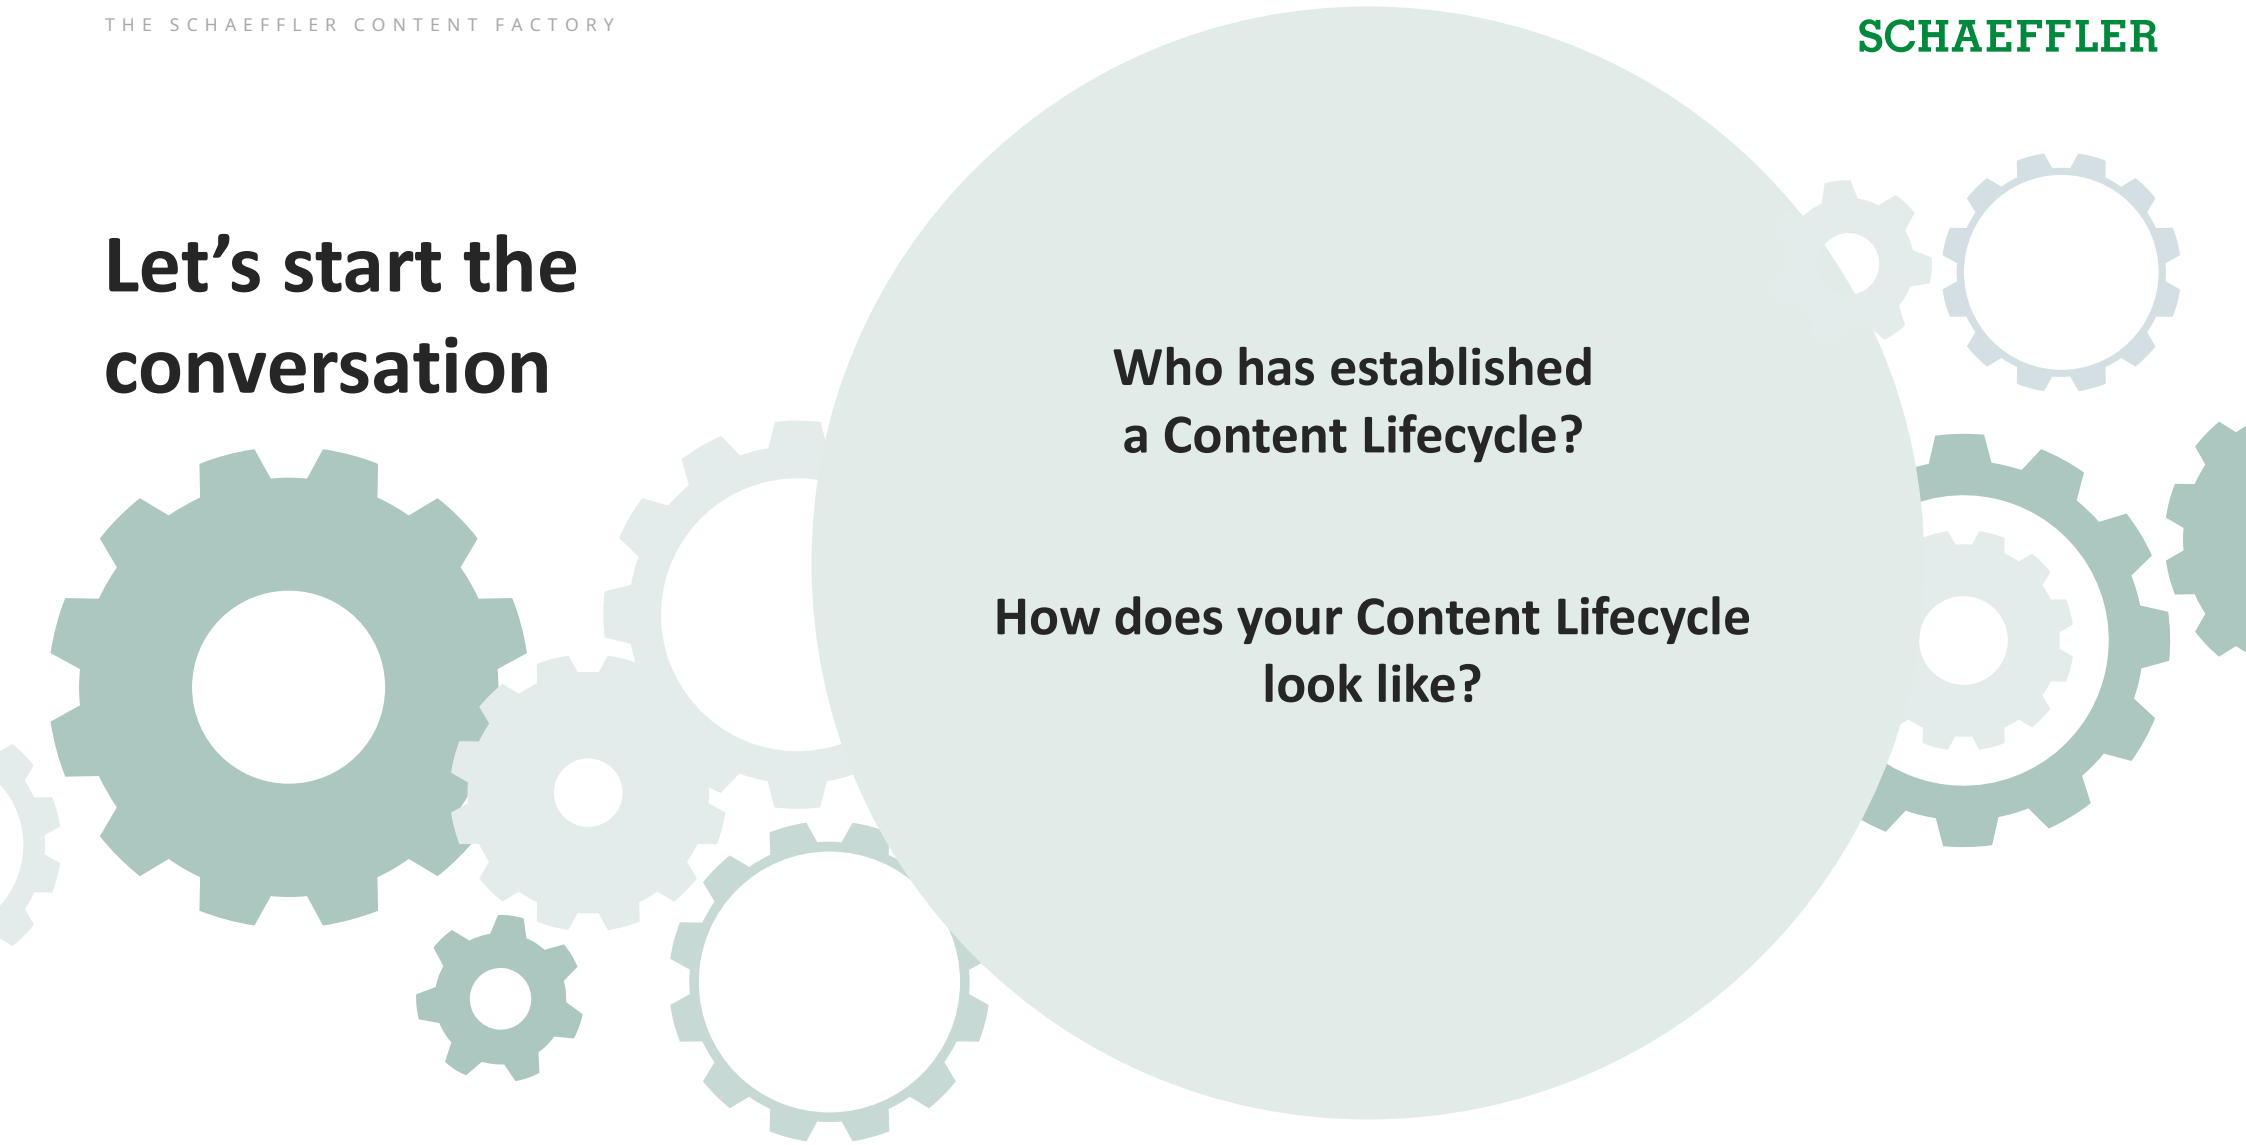 THE SCHAEFFLER CONTENT FACTORY
SCHAEFFLER
Let’s start the
conversation
Who has established
a Content Lifecycle?
How does your Content Lifecycle
look like?